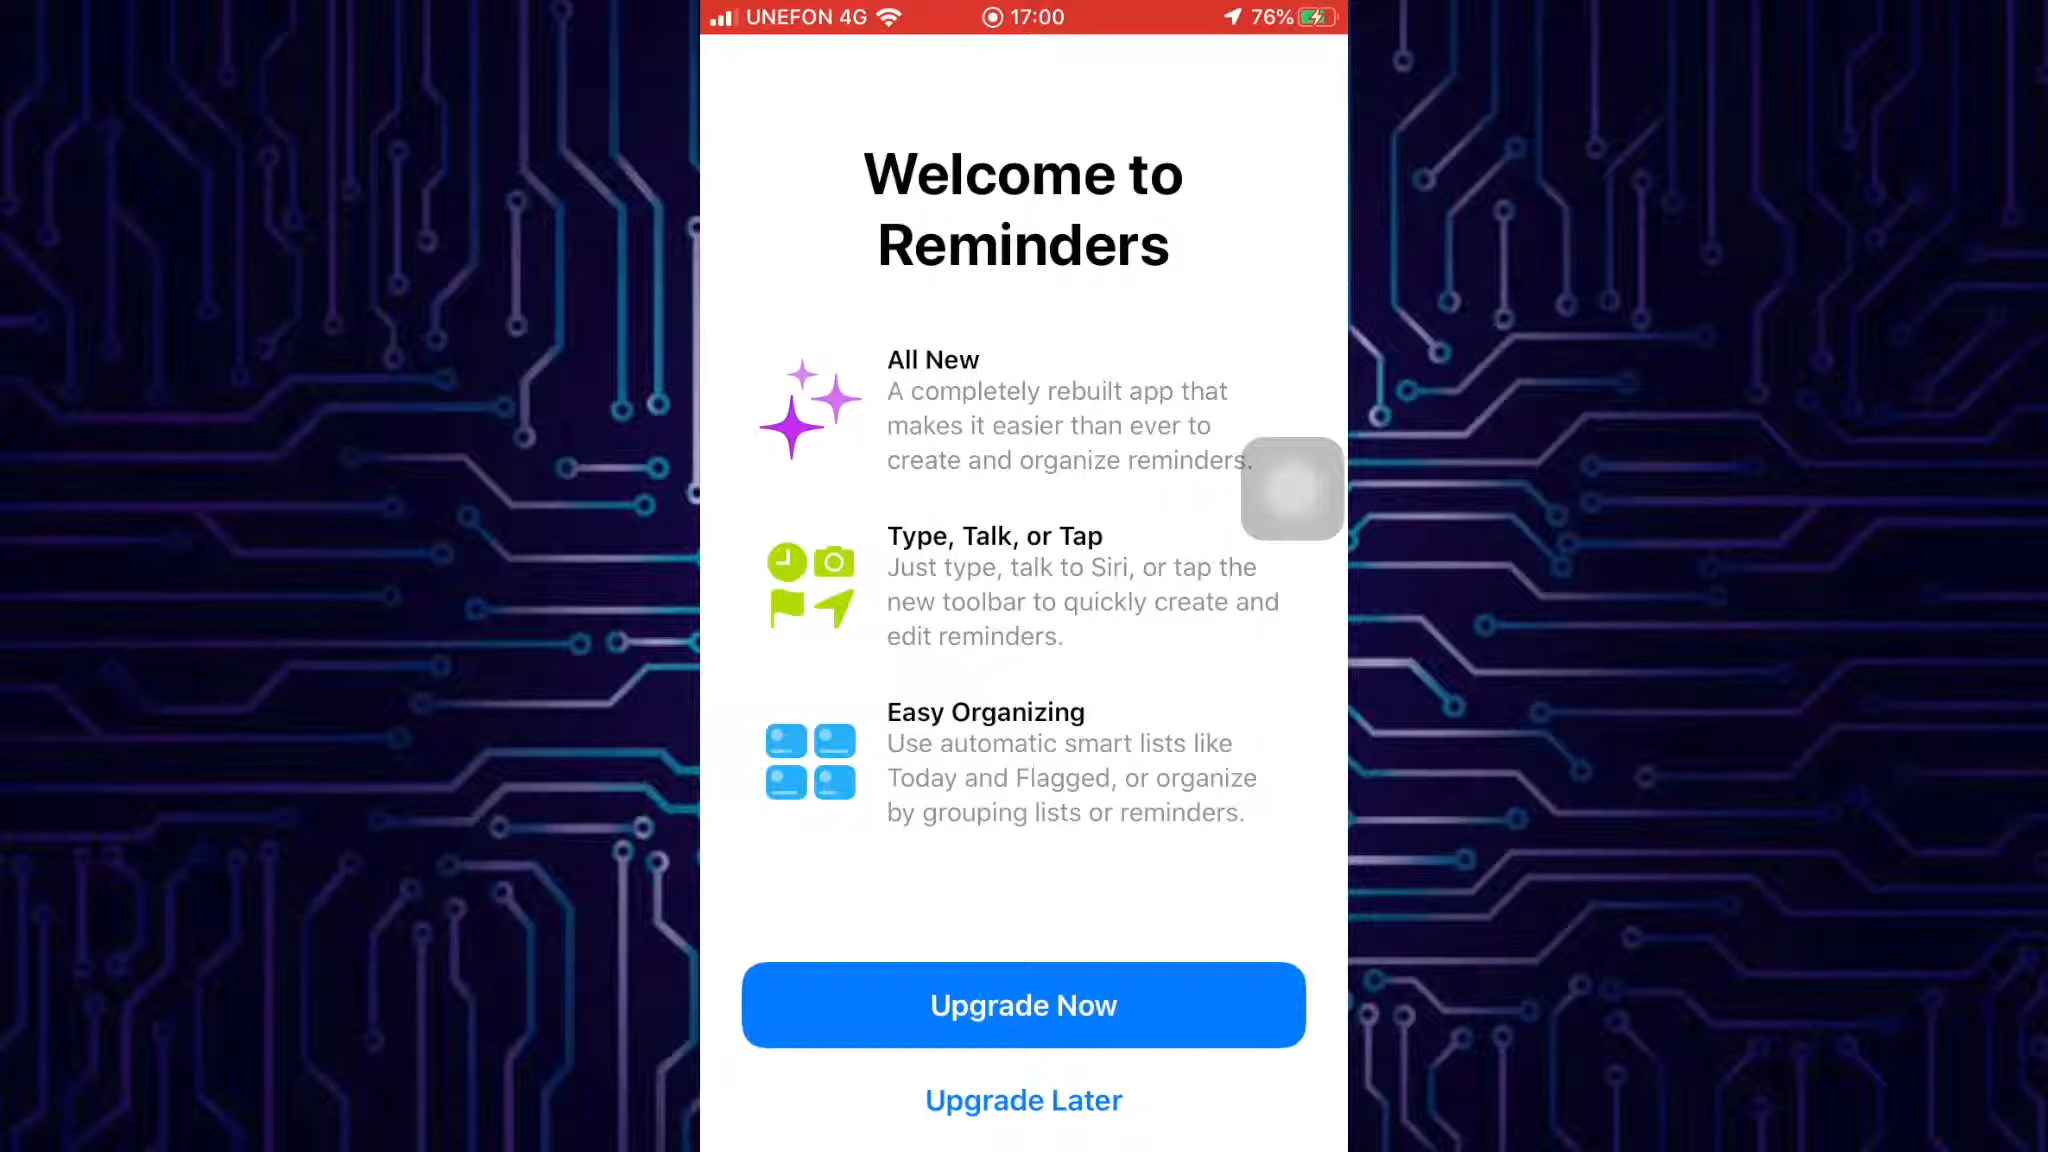 UNEFON 4G 17:00 76%
Welcome to
Reminders
All New
A completely rebuilt app that
makes it easier than ever to
create and organize reminders.
Type, Talk, or Tap
Just type, talk to Siri, or tap the
new toolbar to quickly create and
edit reminders.
Easy Organizing
Use automatic smart lists like
Today and Flagged, or organize
by grouping lists or reminders.
Upgrade Now
Upgrade Later